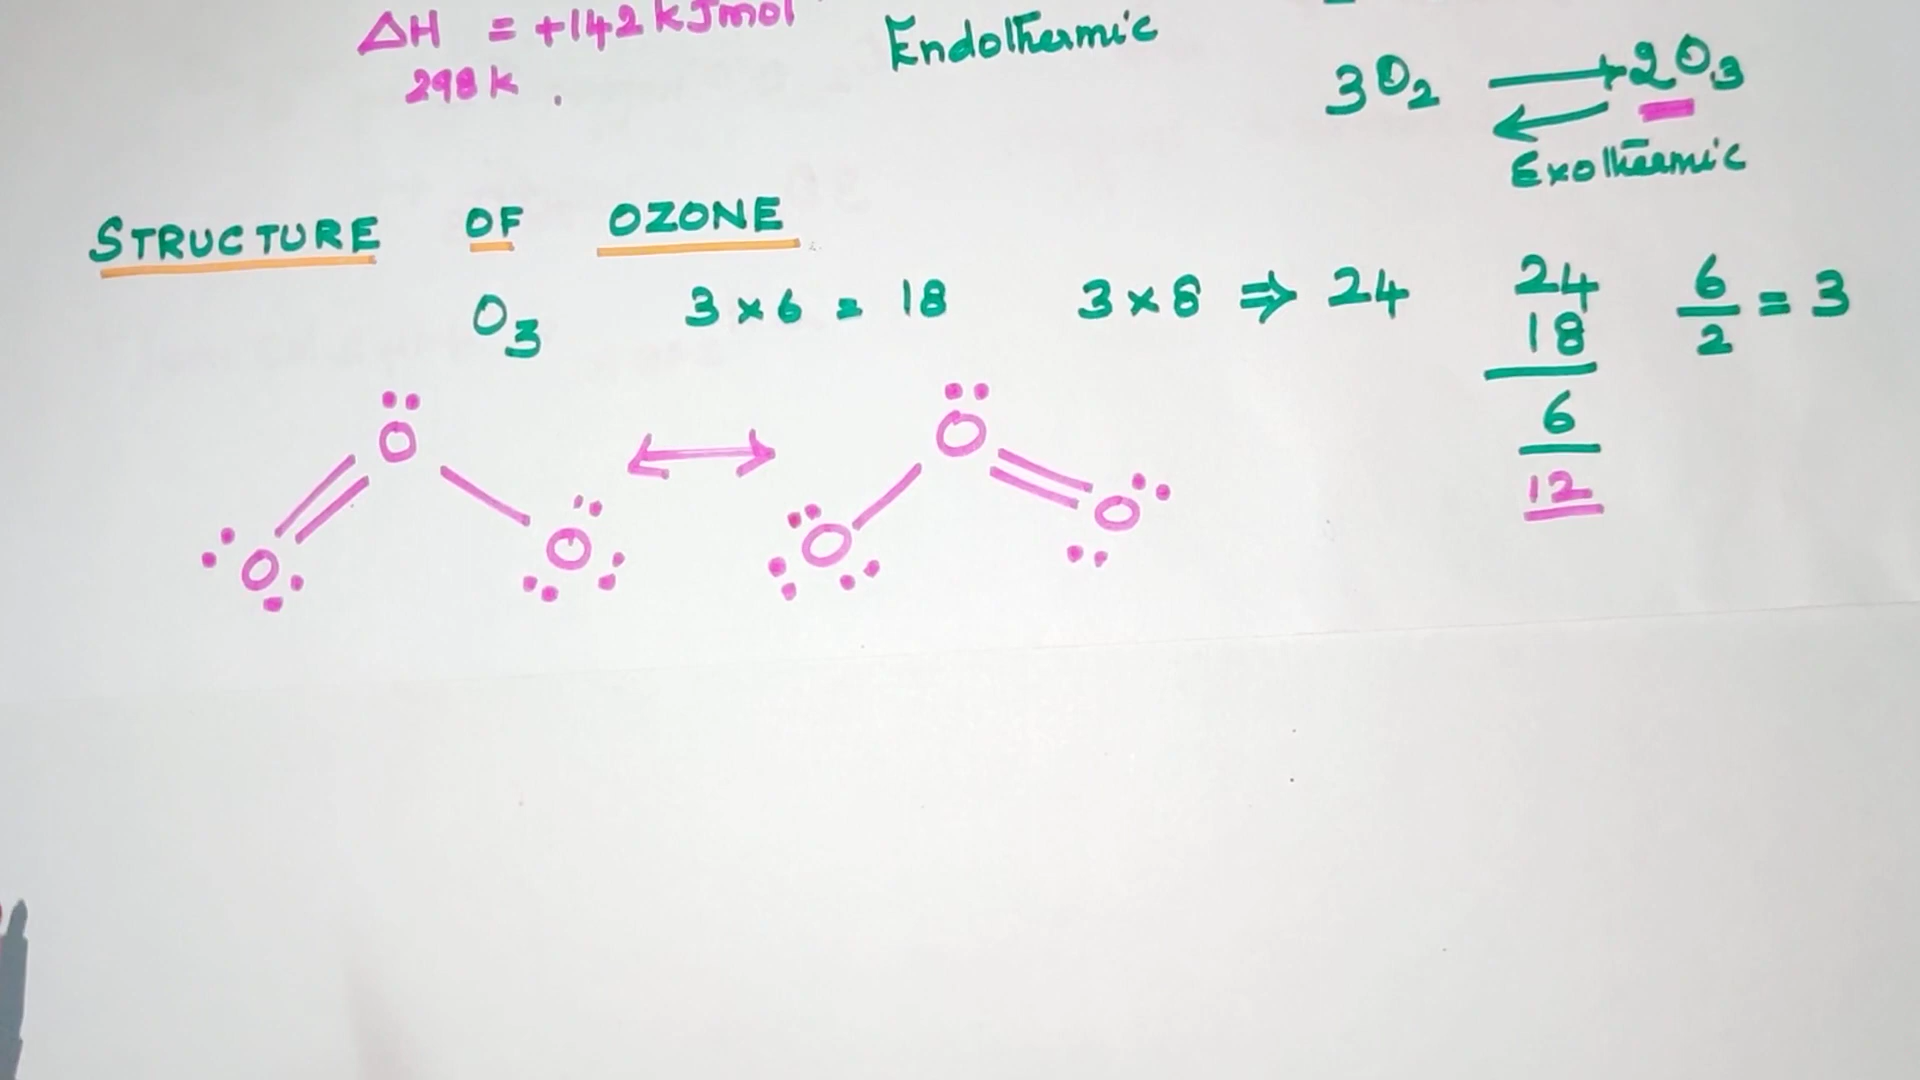 ΔH = +142 kJmol
298k .
Endothermic
3O₂ ⟶ 2O₃
⟵
Exothermic
STRUCTURE OF OZONE
O₃ 3 × 6 = 18 3 × 8 ⇒ 24
24
18
6
12
6/2 = 3
O O O ⟷ O O O